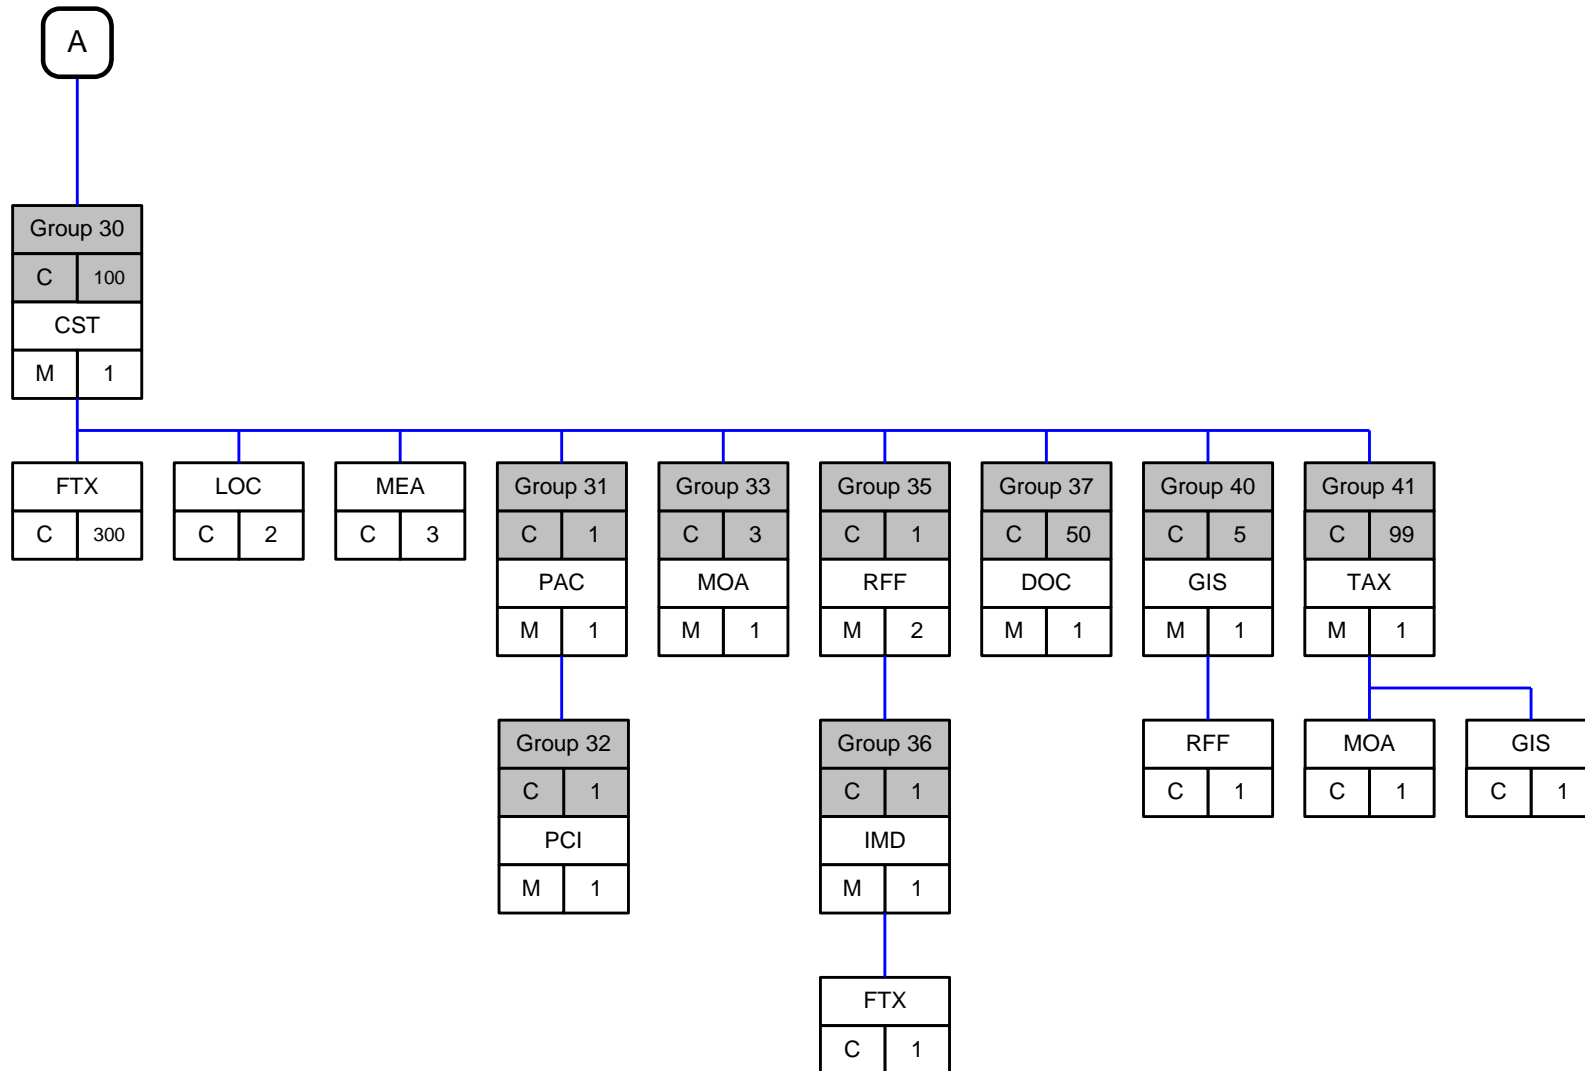 A
Group 30
C 100
CST
M 1
FTX LOC MEA Group 31 Group 33 Group 35 Group 37 Group 40 Group 41
C 300 C 2 C 3 C 1 C 3 C 1 C 50 C 5 C 99
PAC MOA RFF DOC GIS TAX
M 1 M 1 M 2 M 1 M 1 M 1
Group 32 Group 36 RFF MOA GIS
C 1 C 1 C 1 C 1 C 1
PCI IMD
M 1 M 1
FTX
C 1